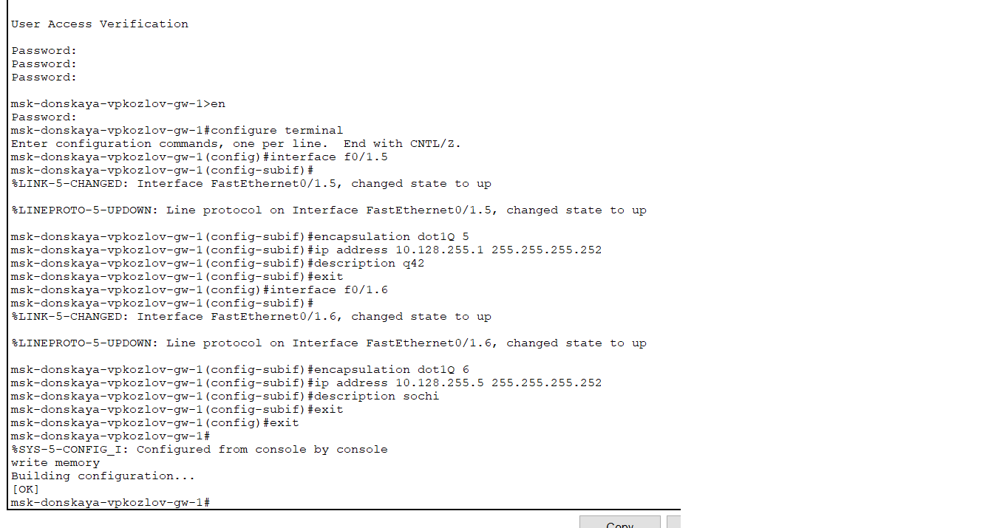 User Access Verification
Password:
Password:
Password:
msk-donskaya-vpkozlov-gw-1>en
Password:
msk-donskaya-vpkozlov-gw-1#configure terminal
Enter configuration commands, one per line.  End with CNTL/Z.
msk-donskaya-vpkozlov-gw-1(config)#interface f0/1.5
msk-donskaya-vpkozlov-gw-1(config-subif)#
%LINK-5-CHANGED: Interface FastEthernet0/1.5, changed state to up
%LINEPROTO-5-UPDOWN: Line protocol on Interface FastEthernet0/1.5, changed state to up
msk-donskaya-vpkozlov-gw-1(config-subif)#encapsulation dot1Q 5
msk-donskaya-vpkozlov-gw-1(config-subif)#ip address 10.128.255.1 255.255.255.252
msk-donskaya-vpkozlov-gw-1(config-subif)#description q42
msk-donskaya-vpkozlov-gw-1(config-subif)#exit
msk-donskaya-vpkozlov-gw-1(config)#interface f0/1.6
msk-donskaya-vpkozlov-gw-1(config-subif)#
%LINK-5-CHANGED: Interface FastEthernet0/1.6, changed state to up
%LINEPROTO-5-UPDOWN: Line protocol on Interface FastEthernet0/1.6, changed state to up
msk-donskaya-vpkozlov-gw-1(config-subif)#encapsulation dot1Q 6
msk-donskaya-vpkozlov-gw-1(config-subif)#ip address 10.128.255.5 255.255.255.252
msk-donskaya-vpkozlov-gw-1(config-subif)#description sochi
msk-donskaya-vpkozlov-gw-1(config-subif)#exit
msk-donskaya-vpkozlov-gw-1(config)#exit
msk-donskaya-vpkozlov-gw-1#
%SYS-5-CONFIG_I: Configured from console by console
write memory
Building configuration...
[OK]
msk-donskaya-vpkozlov-gw-1#
Copy